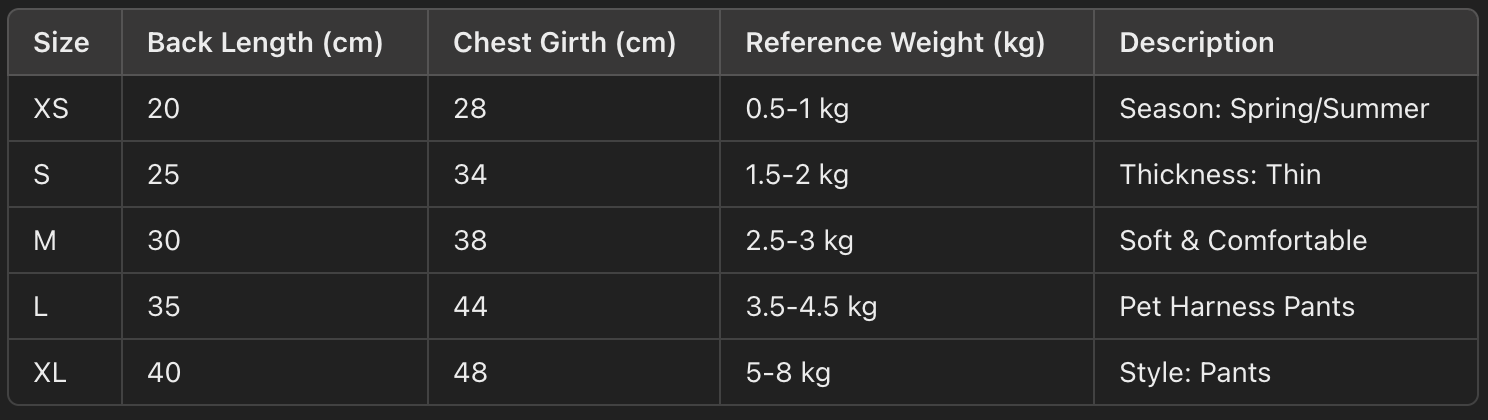 Size Back Length (cm) Chest Girth (cm) Reference Weight (kg) Description
XS 20 28 0.5-1 kg Season: Spring/Summer
S 25 34 1.5-2 kg Thickness: Thin
M 30 38 2.5-3 kg Soft & Comfortable
L 35 44 3.5-4.5 kg Pet Harness Pants
XL 40 48 5-8 kg Style: Pants